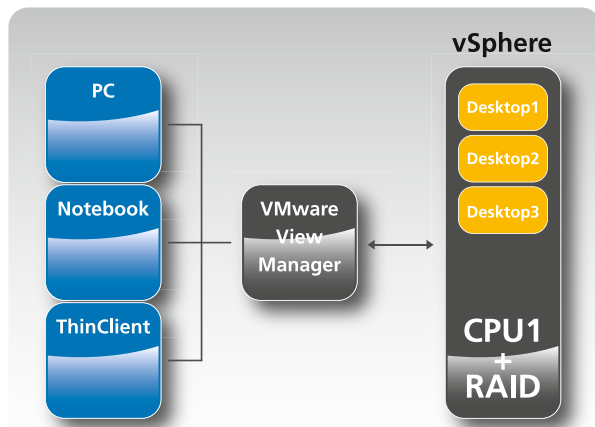 vSphere
PC
Notebook
ThinClient
VMware
View
Manager
Desktop1
Desktop2
Desktop3
CPU1
+
RAID